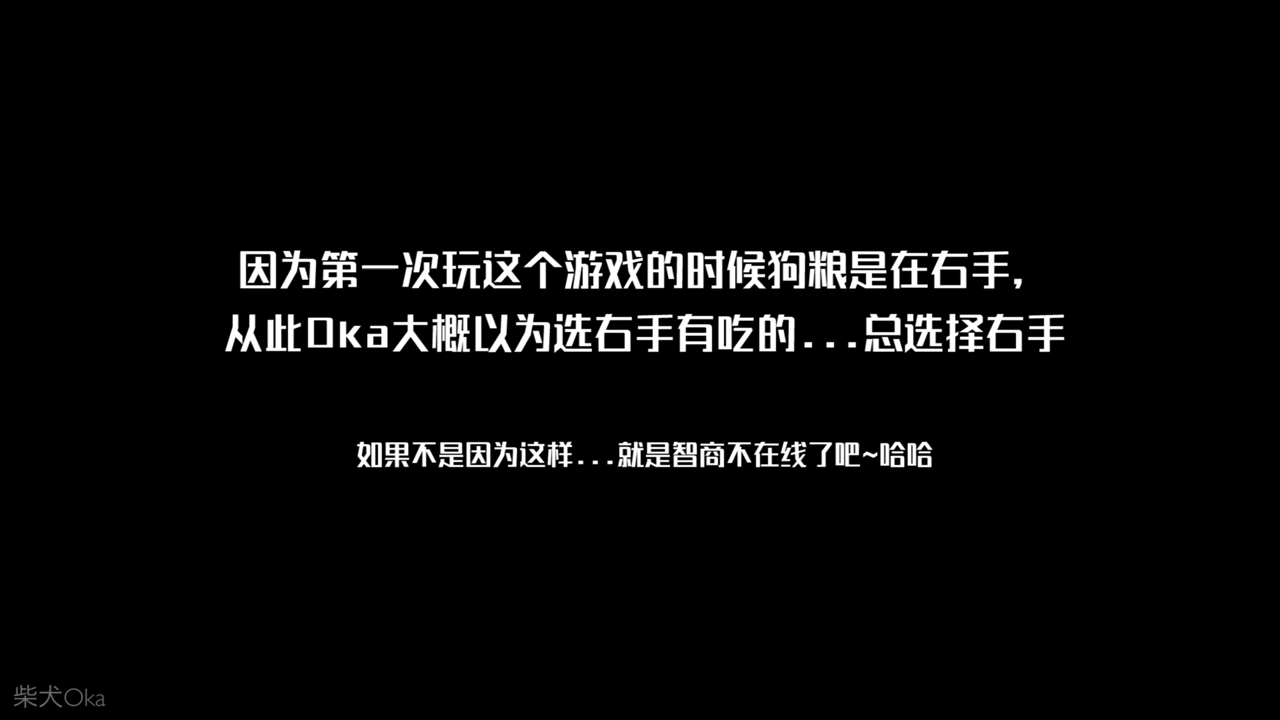 因为第一次玩这个游戏的时候狗粮是在右手，
从此Oka大概以为选右手有吃的...总选择右手
如果不是因为这样...就是智商不在线了吧~哈哈
柴犬Oka